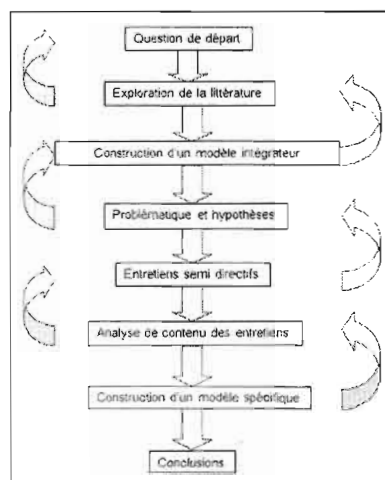 Question de départ
Exploration de la littérature
Construction d'un modèle intégrateur
Problématique et hypothèses
Entretiens semi directifs
Analyse de contenu des entretiens
Construction d'un modèle spécifique
Conclusions